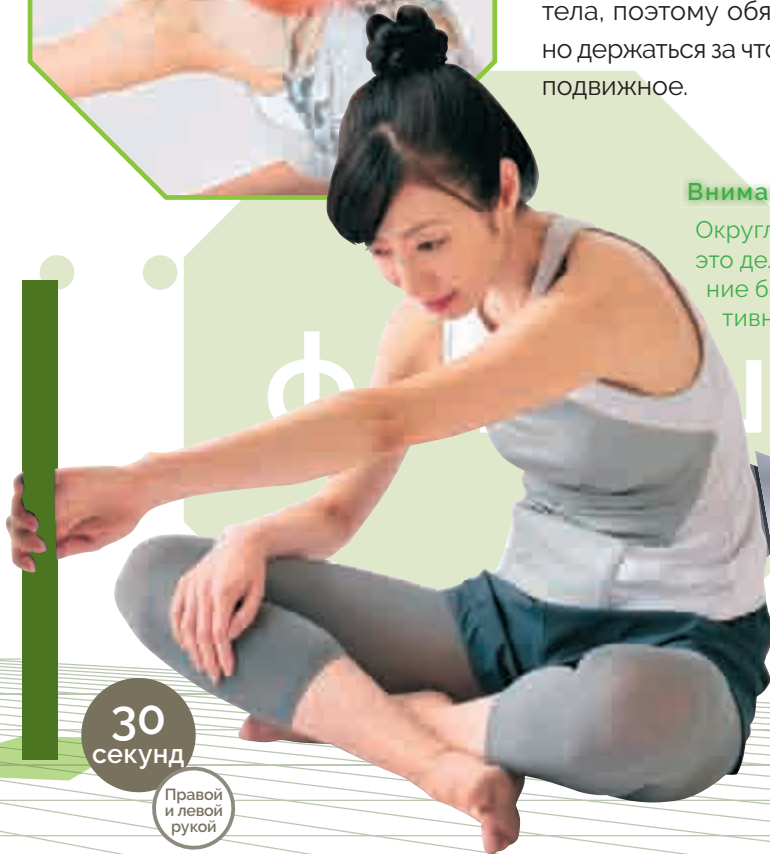 тела, поэтому обя
но держаться за что
подвижное.
Внима
Округл
это дел
ние б
тивн
ф
30
секунд
Правой
и левой
рукой